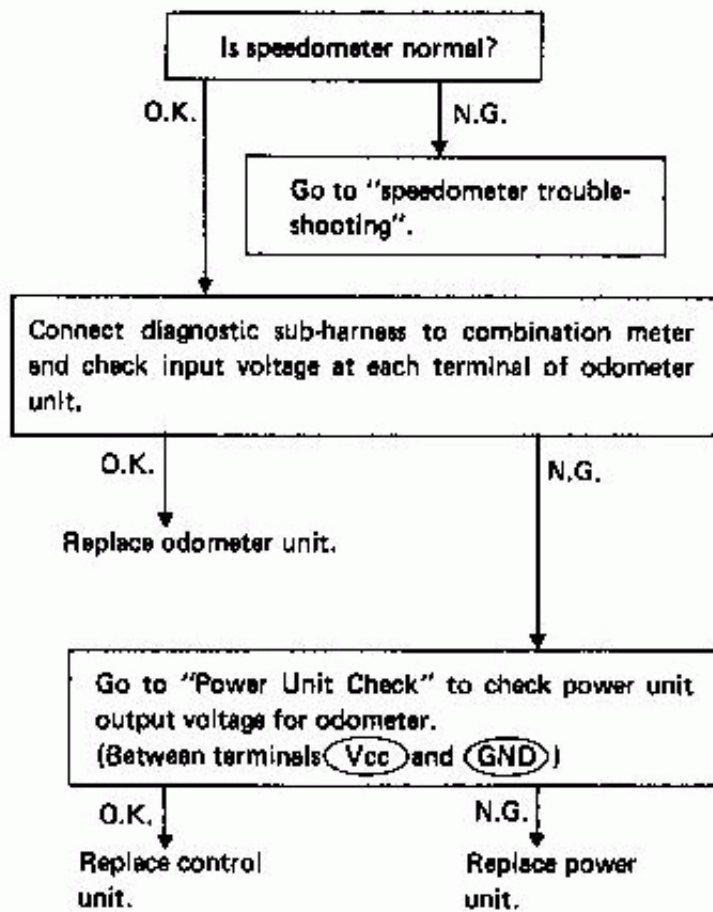 Is speedometer normal?
O.K.
N.G.
Go to "speedometer trouble-
shooting".
Connect diagnostic sub-harness to combination meter
and check input voltage at each terminal of odometer
unit.
O.K.
N.G.
Replace odometer unit.
Go to "Power Unit Check" to check power unit
output voltage for odometer.
(Between terminals Vcc and GND)
O.K.
N.G.
Replace control
unit.
Replace power
unit.